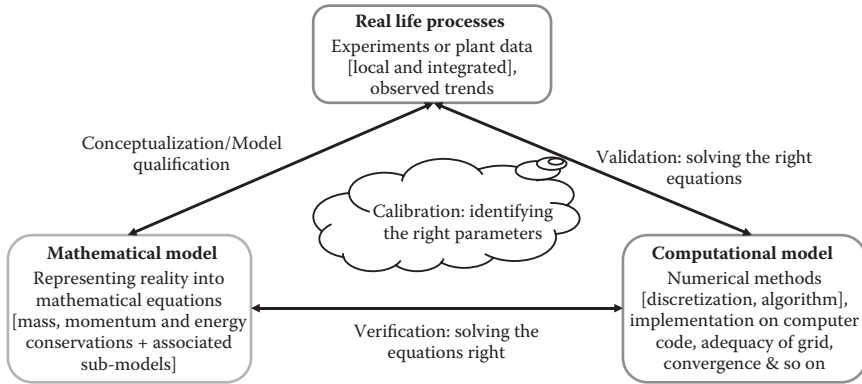 Real life processes
Experiments or plant data
[local and integrated],
observed trends
Conceptualization/Model
qualification
Validation: solving the right
equations
Calibration: identifying
the right parameters
Mathematical model
Representing reality into
mathematical equations
[mass, momentum and energy
conservations + associated
sub-models]
Verification: solving the
equations right
Computational model
Numerical methods
[discretization, algorithm],
implementation on computer
code, adequacy of grid,
convergence & so on